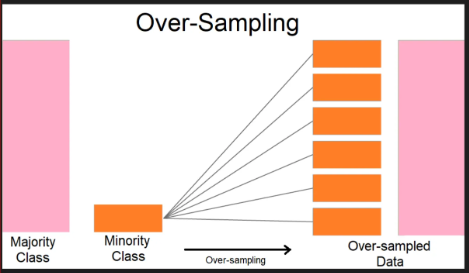 Over-Sampling
Majority
Class
Minority
Class
Over-sampling
Over-sampled
Data